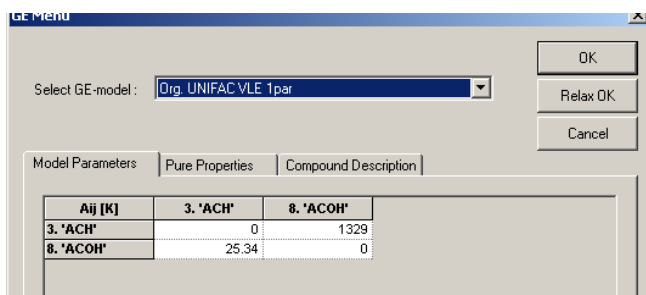 GE Menu
OK
Select GE-model : Org. UNIFAC VLE 1par
Relax OK
Cancel
Model Parameters Pure Properties Compound Description
Aij [K] 3. 'ACH' 8. 'ACOH'
3. 'ACH' 0 1329
8. 'ACOH' 25.34 0